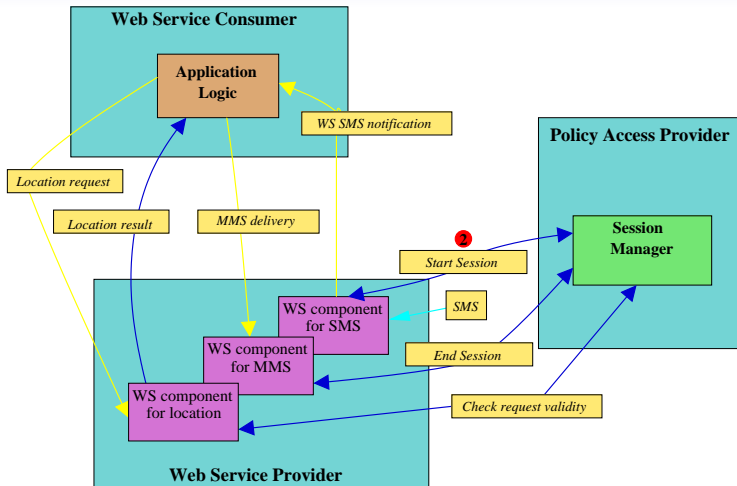 Web Service Consumer
Application
Logic
WS SMS notification
Policy Access Provider
Location request
Location result
MMS delivery
2
Start Session
Session
Manager
WS component
for SMS
SMS
WS component
for MMS
End Session
WS component
for location
Check request validity
Web Service Provider